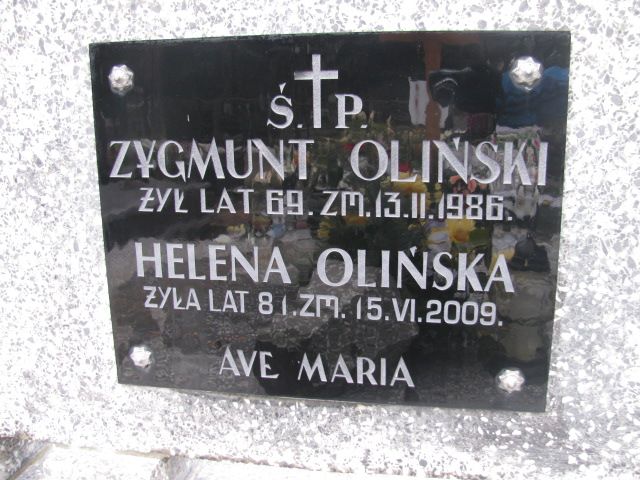 Ś.†P.
ZYGMUNT OLIŃSKI
ŻYŁ LAT 69. ZM. 13.II.1986.
HELENA OLIŃSKA
ŻYŁA LAT 81. ZM. 15.VI.2009.
AVE MARIA